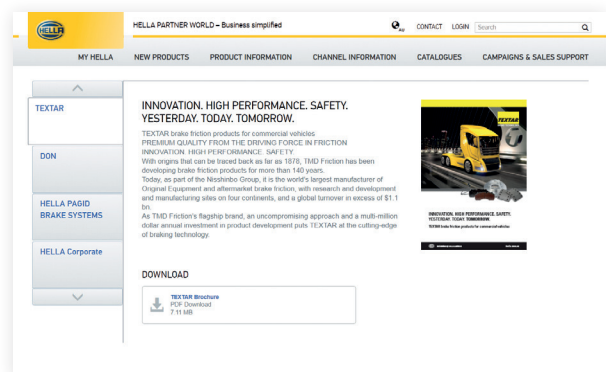 HELLA
HELLA PARTNER WORLD – Business simplified
AU
CONTACT
LOGIN
Search
MY HELLA
NEW PRODUCTS
PRODUCT INFORMATION
CHANNEL INFORMATION
CATALOGUES
CAMPAIGNS & SALES SUPPORT
TEXTAR
DON
HELLA PAGID
BRAKE SYSTEMS
HELLA Corporate
INNOVATION. HIGH PERFORMANCE. SAFETY.
YESTERDAY. TODAY. TOMORROW.
TEXTAR brake friction products for commercial vehicles
PREMIUM QUALITY FROM THE DRIVING FORCE IN FRICTION
INNOVATION. HIGH PERFORMANCE. SAFETY.
With origins that can be traced back as far as 1878, TMD Friction has been
developing brake friction products for more than 140 years.
Today, as part of the Nisshinbo Group, it is the world's largest manufacturer of
Original Equipment and aftermarket brake friction, with research and development
and manufacturing sites on four continents, and a global turnover in excess of $1.1
bn.
As TMD Friction's flagship brand, an uncompromising approach and a multi-million
dollar annual investment in product development puts TEXTAR at the cutting-edge
of braking technology.
TEXTAR
INNOVATION. HIGH PERFORMANCE. SAFETY.
YESTERDAY. TODAY. TOMORROW.
TEXTAR brake friction products for commercial vehicles
DOWNLOAD
TEXTAR Brochure
PDF Download
7.11 MB